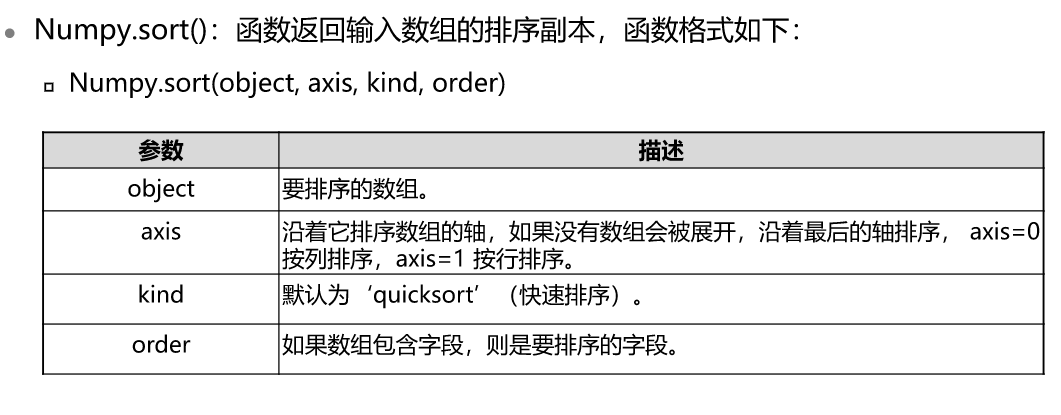 Numpy.sort()：函数返回输入数组的排序副本，函数格式如下：
Numpy.sort(object, axis, kind, order)
参数 描述
object 要排序的数组。
axis 沿着它排序数组的轴，如果没有数组会被展开，沿着最后的轴排序， axis=0
按列排序，axis=1 按行排序。
kind 默认为‘quicksort’（快速排序）。
order 如果数组包含字段，则是要排序的字段。